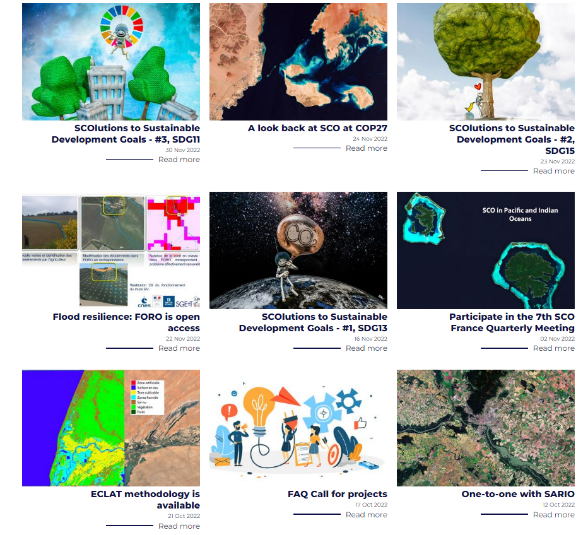 SCOlutions to Sustainable
Development Goals - #3, SDG11
30 Nov 2022
Read more
A look back at SCO at COP27
24 Nov 2022
Read more
SCOlutions to Sustainable
Development Goals - #2,
SDG15
23 Nov 2022
Read more
cnes
SGEvt
Flood resilience: FORO is open
access
22 Nov 2022
Read more
CO₂
SCOlutions to Sustainable
Development Goals - #1, SDG13
16 Nov 2022
Read more
SCO in Pacific and Indian
Oceans
Participate in the 7th SCO
France Quarterly Meeting
02 Nov 2022
Read more
ECLAT methodology is
available
21 Oct 2022
Read more
FAQ Call for projects
17 Oct 2022
Read more
One-to-one with SARIO
12 Oct 2022
Read more